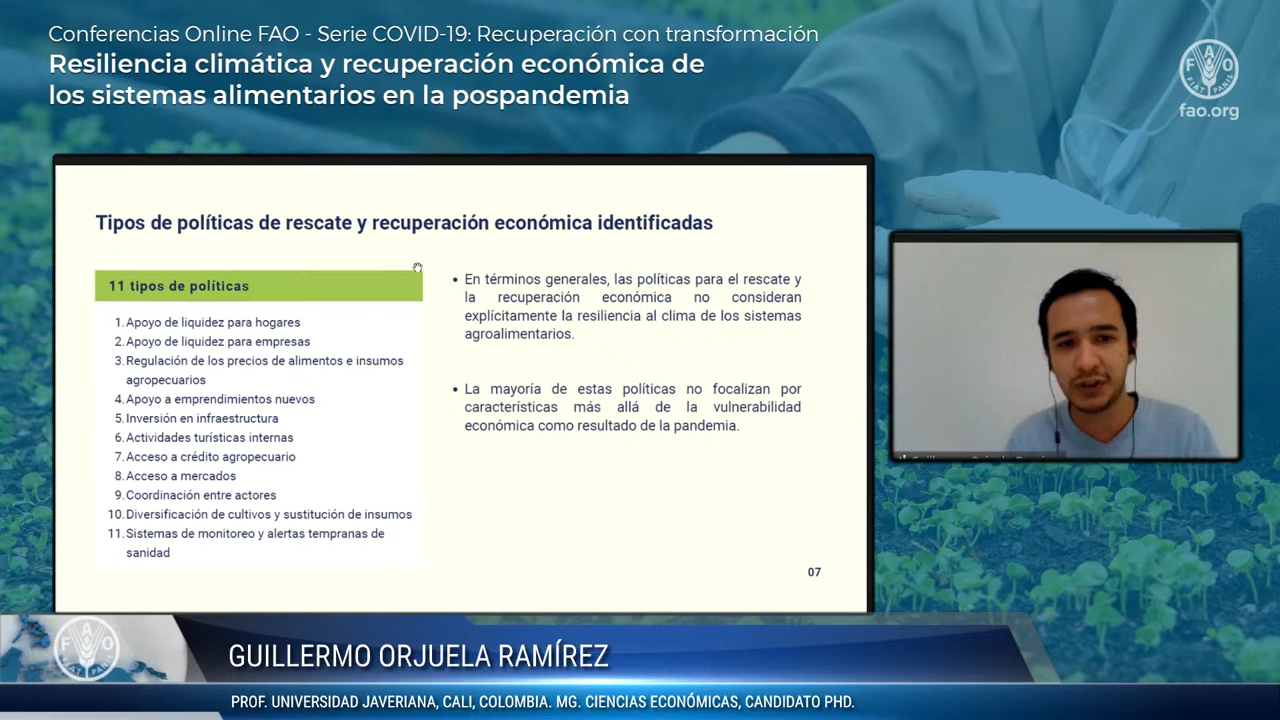 Conferencias Online FAO - Serie COVID-19: Recuperación con transformación
Resiliencia climática y recuperación económica de
los sistemas alimentarios en la pospandemia
F A O
FIAT PANIS
fao.org
Tipos de políticas de rescate y recuperación económica identificadas
11 tipos de políticas
1. Apoyo de liquidez para hogares
2. Apoyo de liquidez para empresas
3. Regulación de los precios de alimentos e insumos
agropecuarios
4. Apoyo a emprendimientos nuevos
5. Inversión en infraestructura
6. Actividades turísticas internas
7. Acceso a crédito agropecuario
8. Acceso a mercados
9. Coordinación entre actores
10. Diversificación de cultivos y sustitución de insumos
11. Sistemas de monitoreo y alertas tempranas de
sanidad
• En términos generales, las políticas para el rescate y
la recuperación económica no consideran
explícitamente la resiliencia al clima de los sistemas
agroalimentarios.
• La mayoría de estas políticas no focalizan por
características más allá de la vulnerabilidad
económica como resultado de la pandemia.
07
F A O
FIAT PANIS
GUILLERMO ORJUELA RAMÍREZ
PROF. UNIVERSIDAD JAVERIANA, CALI, COLOMBIA. MG. CIENCIAS ECONÓMICAS, CANDIDATO PHD.